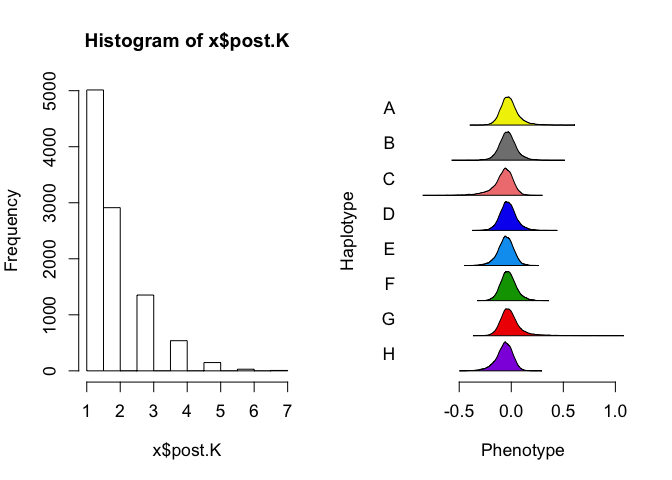 Histogram of x$post.K
Frequency
0
1000
2000
3000
4000
5000
1 2 3 4 5 6 7
x$post.K
Haplotype
A
B
C
D
E
F
G
H
-0.5 0.0 0.5 1.0
Phenotype